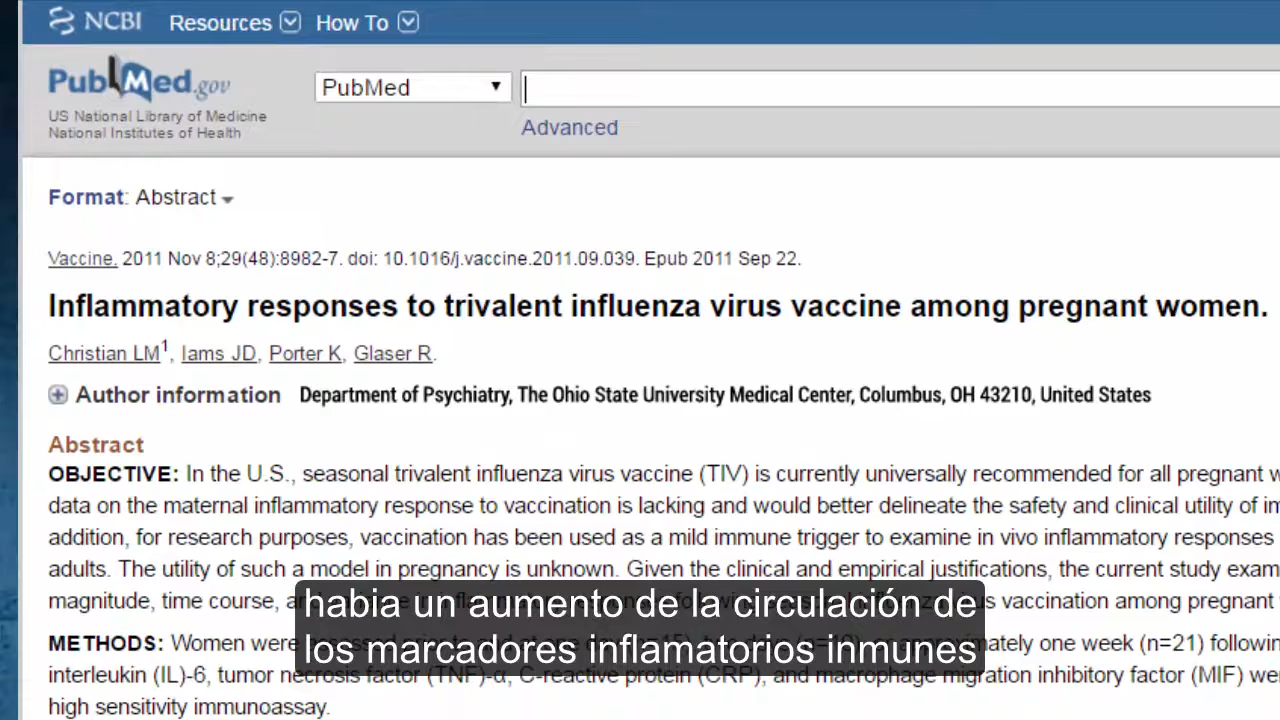 NCBI Resources How To
PubMed.gov
US National Library of Medicine
National Institutes of Health
PubMed
Advanced
Format: Abstract
Vaccine. 2011 Nov 8;29(48):8982-7. doi: 10.1016/j.vaccine.2011.09.039. Epub 2011 Sep 22.
Inflammatory responses to trivalent influenza virus vaccine among pregnant women.
Christian LM1, Iams JD, Porter K, Glaser R.
Author information Department of Psychiatry, The Ohio State University Medical Center, Columbus, OH 43210, United States
Abstract
OBJECTIVE: In the U.S., seasonal trivalent influenza virus vaccine (TIV) is currently universally recommended for all pregnant w
data on the maternal inflammatory response to vaccination is lacking and would better delineate the safety and clinical utility of im
addition, for research purposes, vaccination has been used as a mild immune trigger to examine in vivo inflammatory responses
adults. The utility of such a model in pregnancy is unknown. Given the clinical and empirical justifications, the current study exam
magnitude, time course, vaccination among pregnant
METHODS: Women were (n=21) followin
interleukin (IL)-6, tumor necrosis factor (TNF)-α, C-reactive protein (CRP), and macrophage migration inhibitory factor (MIF) we
high sensitivity immunoassay.
habia un aumento de la circulación de
los marcadores inflamatorios inmunes